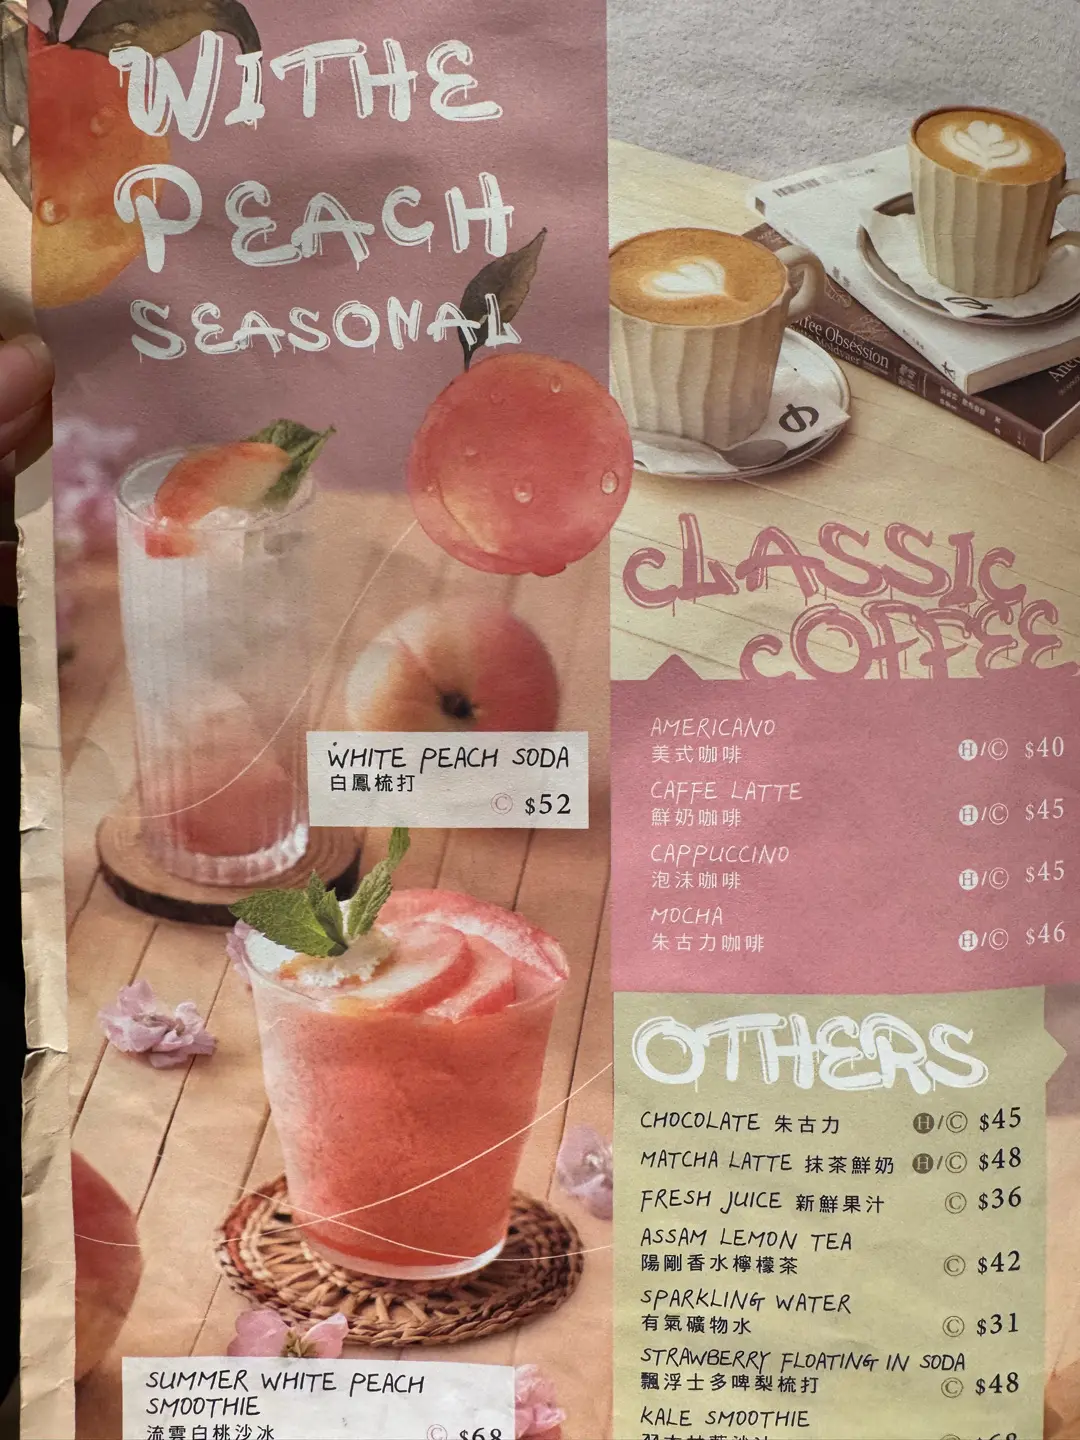 WITHE
PEACH
SEASONAL
WHITE PEACH SODA
白鳳梳打
C $52
SUMMER WHITE PEACH
SMOOTHIE
流雲白桃沙冰
C $68
Coffee Obsession
CLASSIC
COFFEE
AMERICANO
美式咖啡 H/C $40
CAFFE LATTE
鮮奶咖啡 H/C $45
CAPPUCCINO
泡沫咖啡 H/C $45
MOCHA
朱古力咖啡 H/C $46
OTHERS
CHOCOLATE 朱古力 H/C $45
MATCHA LATTE 抹茶鮮奶 H/C $48
FRESH JUICE 新鮮果汁 C $36
ASSAM LEMON TEA
陽剛香水檸檬茶 C $42
SPARKLING WATER
有氣礦物水 C $31
STRAWBERRY FLOATING IN SODA
飄浮士多啤梨梳打 C $48
KALE SMOOTHIE